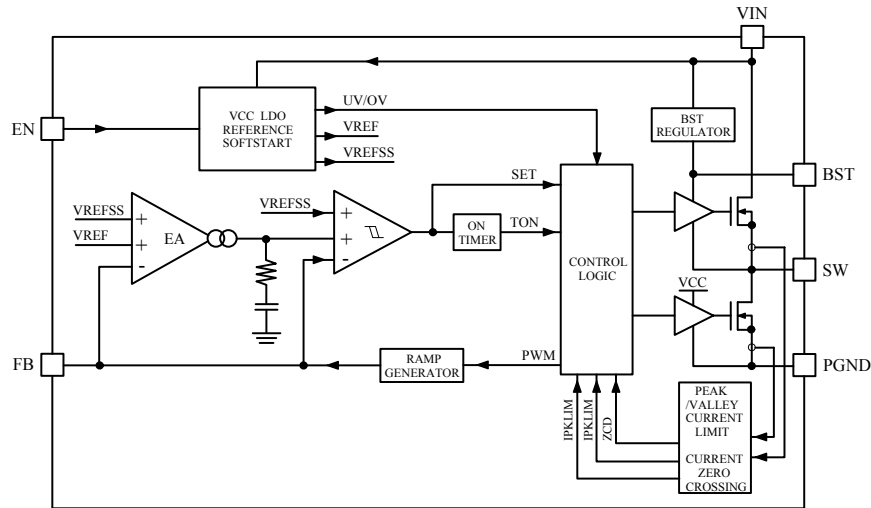 VIN
EN
VCC LDO
REFERENCE
SOFTSTART
UV/OV
VREF
VREFSS
BST
REGULATOR
BST
SET
VREFSS
VREFSS
+
+
VREF
+
EA
+
-
-
ON
TIMER
TON
CONTROL
LOGIC
SW
VCC
FB
RAMP
GENERATOR
PWM
PGND
IPKLIM
IPKLIM
ZCD
PEAK
/VALLEY
CURRENT
LIMIT
CURRENT
ZERO
CROSSING